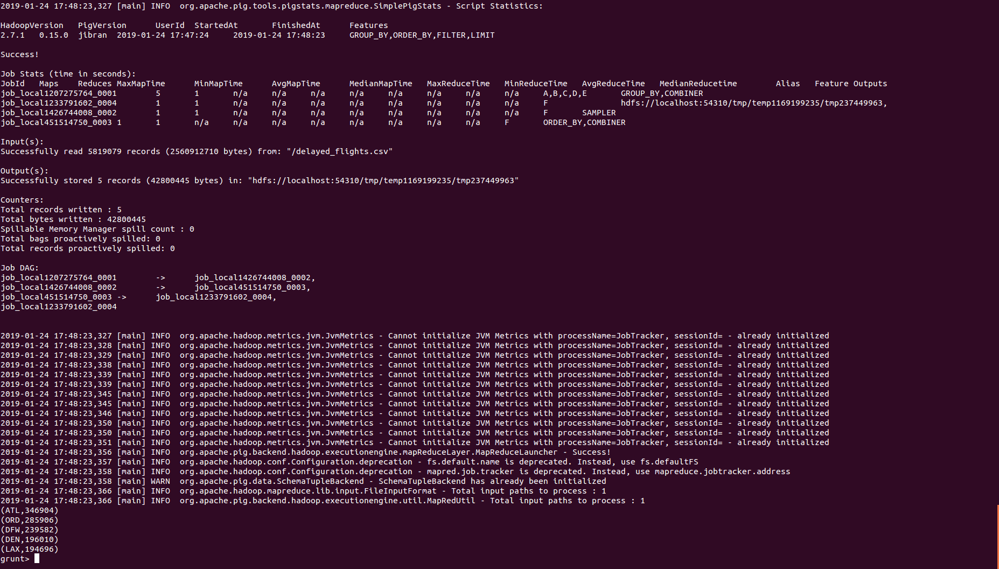 2019-01-24 17:48:23,327 [main] INFO  org.apache.pig.tools.pigstats.mapreduce.SimplePigStats - Script Statistics:
HadoopVersion	PigVersion	UserId	StartedAt	FinishedAt	Features
2.7.1	0.15.0	jibran	2019-01-24 17:47:24	2019-01-24 17:48:23	GROUP_BY,ORDER_BY,FILTER,LIMIT
Success!
Job Stats (time in seconds):
JobId	Maps	Reduces	MaxMapTime	MinMapTime	AvgMapTime	MedianMapTime	MaxReduceTime	MinReduceTime	AvgReduceTime	MedianReducetime	Alias	Feature	Outputs
job_local1207275764_0001	5	1	n/a	n/a	n/a	n/a	n/a	n/a	n/a	n/a	A,B,C,D,E	GROUP_BY,COMBINER
job_local1233791602_0004	1	1	n/a	n/a	n/a	n/a	n/a	n/a	n/a	n/a	F		hdfs://localhost:54310/tmp/temp1169199235/tmp237449963,
job_local1426744008_0002	1	1	n/a	n/a	n/a	n/a	n/a	n/a	n/a	n/a	F	SAMPLER
job_local451514750_0003	1	1	n/a	n/a	n/a	n/a	n/a	n/a	n/a	n/a	F	ORDER_BY,COMBINER
Input(s):
Successfully read 5819079 records (2560912710 bytes) from: "/delayed_flights.csv"
Output(s):
Successfully stored 5 records (42800445 bytes) in: "hdfs://localhost:54310/tmp/temp1169199235/tmp237449963"
Counters:
Total records written : 5
Total bytes written : 42800445
Spillable Memory Manager spill count : 0
Total bags proactively spilled: 0
Total records proactively spilled: 0
Job DAG:
job_local1207275764_0001	->	job_local1426744008_0002,
job_local1426744008_0002	->	job_local451514750_0003,
job_local451514750_0003	->	job_local1233791602_0004,
job_local1233791602_0004
2019-01-24 17:48:23,327 [main] INFO  org.apache.hadoop.metrics.jvm.JvmMetrics - Cannot initialize JVM Metrics with processName=JobTracker, sessionId= - already initialized
2019-01-24 17:48:23,328 [main] INFO  org.apache.hadoop.metrics.jvm.JvmMetrics - Cannot initialize JVM Metrics with processName=JobTracker, sessionId= - already initialized
2019-01-24 17:48:23,329 [main] INFO  org.apache.hadoop.metrics.jvm.JvmMetrics - Cannot initialize JVM Metrics with processName=JobTracker, sessionId= - already initialized
2019-01-24 17:48:23,338 [main] INFO  org.apache.hadoop.metrics.jvm.JvmMetrics - Cannot initialize JVM Metrics with processName=JobTracker, sessionId= - already initialized
2019-01-24 17:48:23,339 [main] INFO  org.apache.hadoop.metrics.jvm.JvmMetrics - Cannot initialize JVM Metrics with processName=JobTracker, sessionId= - already initialized
2019-01-24 17:48:23,339 [main] INFO  org.apache.hadoop.metrics.jvm.JvmMetrics - Cannot initialize JVM Metrics with processName=JobTracker, sessionId= - already initialized
2019-01-24 17:48:23,345 [main] INFO  org.apache.hadoop.metrics.jvm.JvmMetrics - Cannot initialize JVM Metrics with processName=JobTracker, sessionId= - already initialized
2019-01-24 17:48:23,345 [main] INFO  org.apache.hadoop.metrics.jvm.JvmMetrics - Cannot initialize JVM Metrics with processName=JobTracker, sessionId= - already initialized
2019-01-24 17:48:23,346 [main] INFO  org.apache.hadoop.metrics.jvm.JvmMetrics - Cannot initialize JVM Metrics with processName=JobTracker, sessionId= - already initialized
2019-01-24 17:48:23,350 [main] INFO  org.apache.hadoop.metrics.jvm.JvmMetrics - Cannot initialize JVM Metrics with processName=JobTracker, sessionId= - already initialized
2019-01-24 17:48:23,350 [main] INFO  org.apache.hadoop.metrics.jvm.JvmMetrics - Cannot initialize JVM Metrics with processName=JobTracker, sessionId= - already initialized
2019-01-24 17:48:23,351 [main] INFO  org.apache.hadoop.metrics.jvm.JvmMetrics - Cannot initialize JVM Metrics with processName=JobTracker, sessionId= - already initialized
2019-01-24 17:48:23,356 [main] INFO  org.apache.pig.backend.hadoop.executionengine.mapReduceLayer.MapReduceLauncher - Success!
2019-01-24 17:48:23,357 [main] INFO  org.apache.hadoop.conf.Configuration.deprecation - fs.default.name is deprecated. Instead, use fs.defaultFS
2019-01-24 17:48:23,358 [main] INFO  org.apache.hadoop.conf.Configuration.deprecation - mapred.job.tracker is deprecated. Instead, use mapreduce.jobtracker.address
2019-01-24 17:48:23,358 [main] WARN  org.apache.pig.data.SchemaTupleBackend - SchemaTupleBackend has already been initialized
2019-01-24 17:48:23,366 [main] INFO  org.apache.hadoop.mapreduce.lib.input.FileInputFormat - Total input paths to process : 1
2019-01-24 17:48:23,366 [main] INFO  org.apache.pig.backend.hadoop.executionengine.util.MapRedUtil - Total input paths to process : 1
(ATL,346904)
(ORD,285906)
(DFW,239582)
(DEN,196010)
(LAX,194696)
grunt>